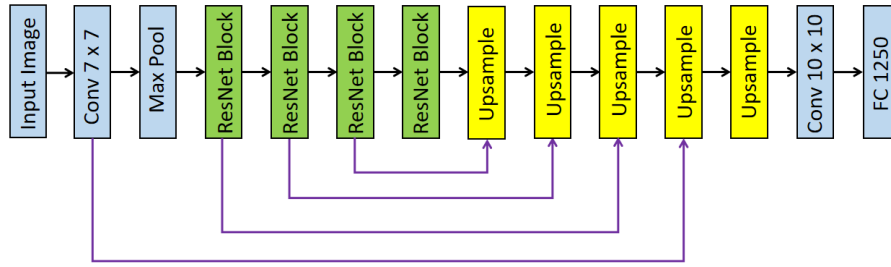 Input Image
Conv 7 x 7
Max Pool
ResNet Block
ResNet Block
ResNet Block
ResNet Block
Upsample
Upsample
Upsample
Upsample
Upsample
Conv 10 x 10
FC 1250